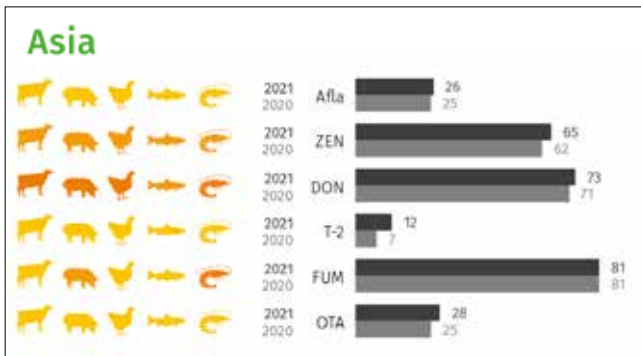 Asia
2021 Afla 26
2020 25
2021 ZEN 65
2020 62
2021 DON 73
2020 71
2021 T-2 12
2020 7
2021 FUM 81
2020 81
2021 OTA 28
2020 25